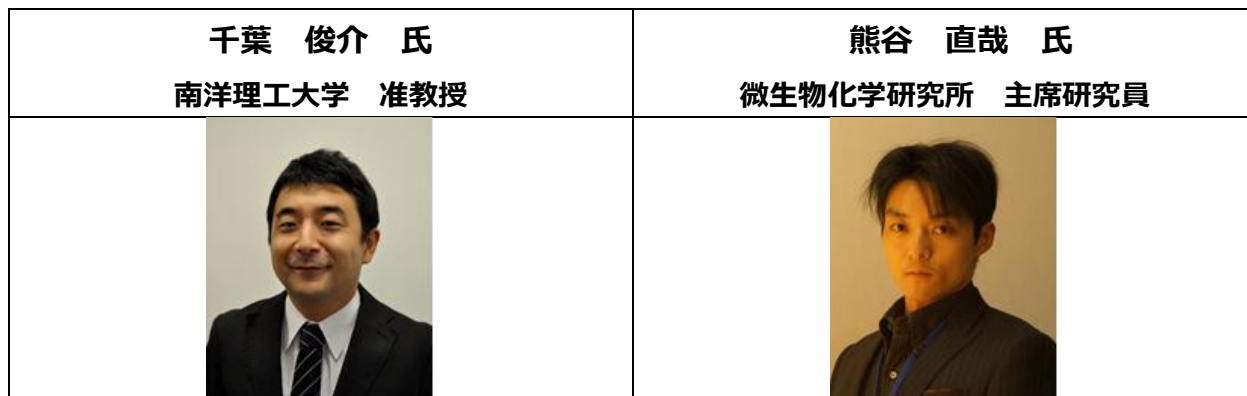 千葉　俊介　氏
南洋理工大学　准教授
熊谷　直哉　氏
微生物化学研究所　主席研究員